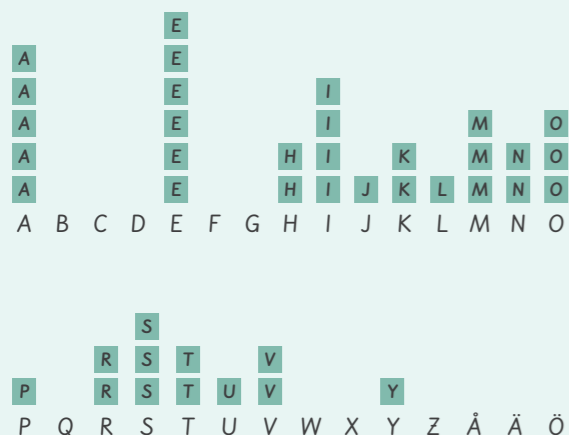 E
A E
A E I
A E I M O
A E H I K M N O
A E H I J K L M N O
A B C D E F G H I J K L M N O
S
R S T V
P R S T U V Y
P Q R S T U V W X Y Z Å Ä Ö